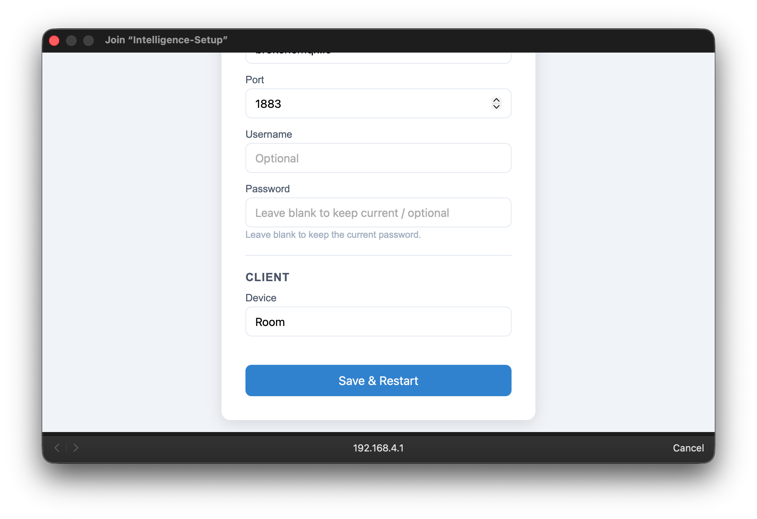 Join “Intelligence-Setup”
Port
1883
Username
Optional
Password
Leave blank to keep current / optional
Leave blank to keep the current password.
CLIENT
Device
Room
Save & Restart
192.168.4.1
Cancel